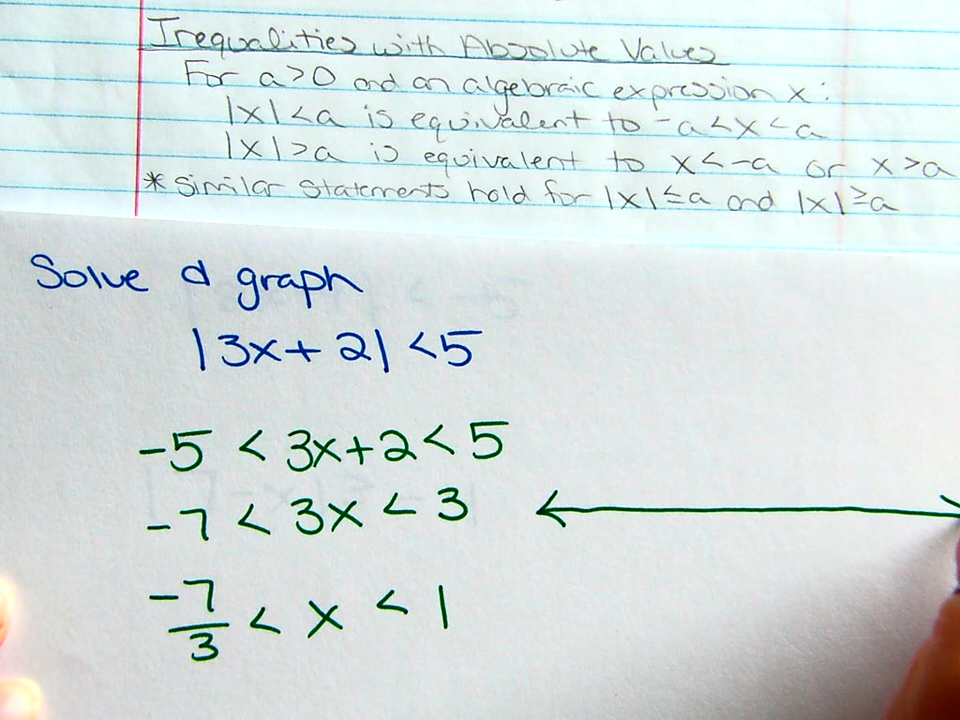 Inequalities with Absolute Values
For a>0 and an algebraic expression x:
|x|<a is equivalent to -a<x<a
|x|>a is equivalent to x<-a or x>a
* Similar statements hold for |x|≤a and |x|≥a
Solve & graph
|3x+2|<5
-5 < 3x+2 < 5
-7 < 3x < 3
-7/3 < x < 1